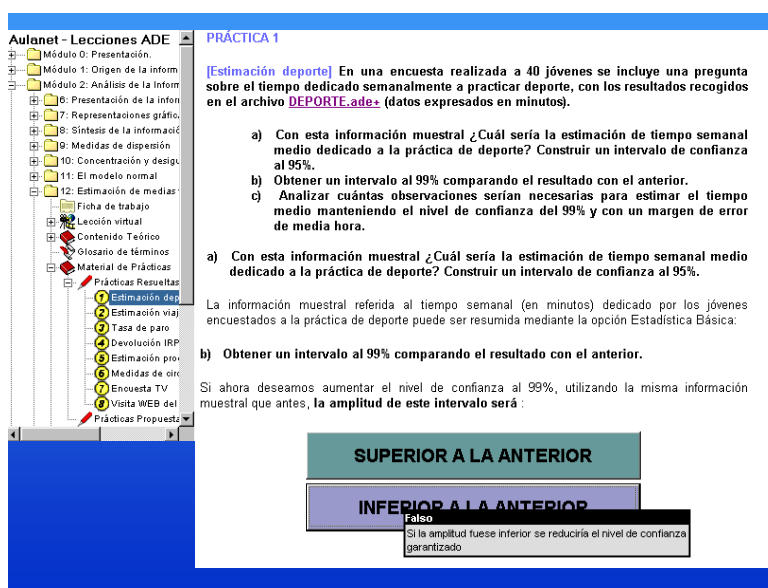 Aulanet - Lecciones ADE
Módulo 0: Presentación.
Módulo 1: Origen de la inform
Módulo 2: Análisis de la Inform
6: Presentación de la infon
7: Representaciones gráfic.
8: Síntesis de la informació
9: Medidas de dispersión
10: Concentración y desigu
11: El modelo normal
12: Estimación de medias
Ficha de trabajo
Lección virtual
Contenido Teórico
Glosario de términos
Material de Prácticas
Prácticas Resueltas
1 Estimación dep
2 Estimación viaj
3 Tasa de paro
4 Devolución IRP
5 Estimación pro
6 Medidas de circ
7 Encuesta TV
8 Visita WEB del
Prácticas Propuesta
PRÁCTICA 1
[Estimación deporte] En una encuesta realizada a 40 jóvenes se incluye una pregunta
sobre el tiempo dedicado semanalmente a practicar deporte, con los resultados recogidos
en el archivo DEPORTE.ade+ (datos expresados en minutos).
a) Con esta información muestral ¿Cuál sería la estimación de tiempo semanal
medio dedicado a la práctica de deporte? Construir un intervalo de confianza
al 95%.
b) Obtener un intervalo al 99% comparando el resultado con el anterior.
c) Analizar cuántas observaciones serían necesarias para estimar el tiempo
medio manteniendo el nivel de confianza del 99% y con un margen de error
de media hora.
a) Con esta información muestral ¿Cuál sería la estimación de tiempo semanal medio
dedicado a la práctica de deporte? Construir un intervalo de confianza al 95%.
La información muestral referida al tiempo semanal (en minutos) dedicado por los jóvenes
encuestados a la práctica de deporte puede ser resumida mediante la opción Estadística Básica:
b) Obtener un intervalo al 99% comparando el resultado con el anterior.
Si ahora deseamos aumentar el nivel de confianza al 99%, utilizando la misma información
muestral que antes, la amplitud de este intervalo será :
SUPERIOR A LA ANTERIOR
INFERIOR A LA ANTERIOR
Falso
Si la amplitud fuese inferior se reduciría el nivel de confianza
garantizado